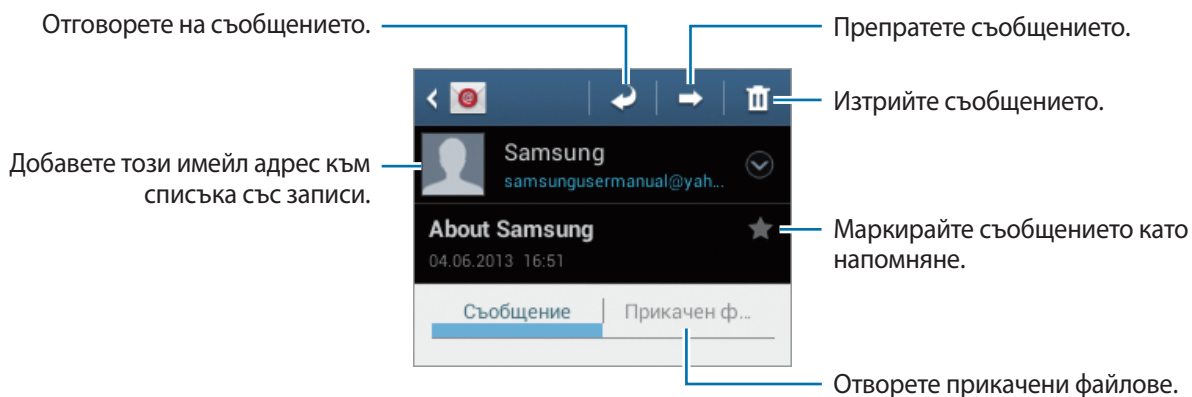 Отговорете на съобщението.
Препратете съобщението.
Изтрийте съобщението.
Samsung
samsungusermanual@yah...
Добавете този имейл адрес към
списъка със записи.
About Samsung
04.06.2013 16:51
Маркирайте съобщението като
напомняне.
Съобщение
Прикачен ф...
Отворете прикачени файлове.